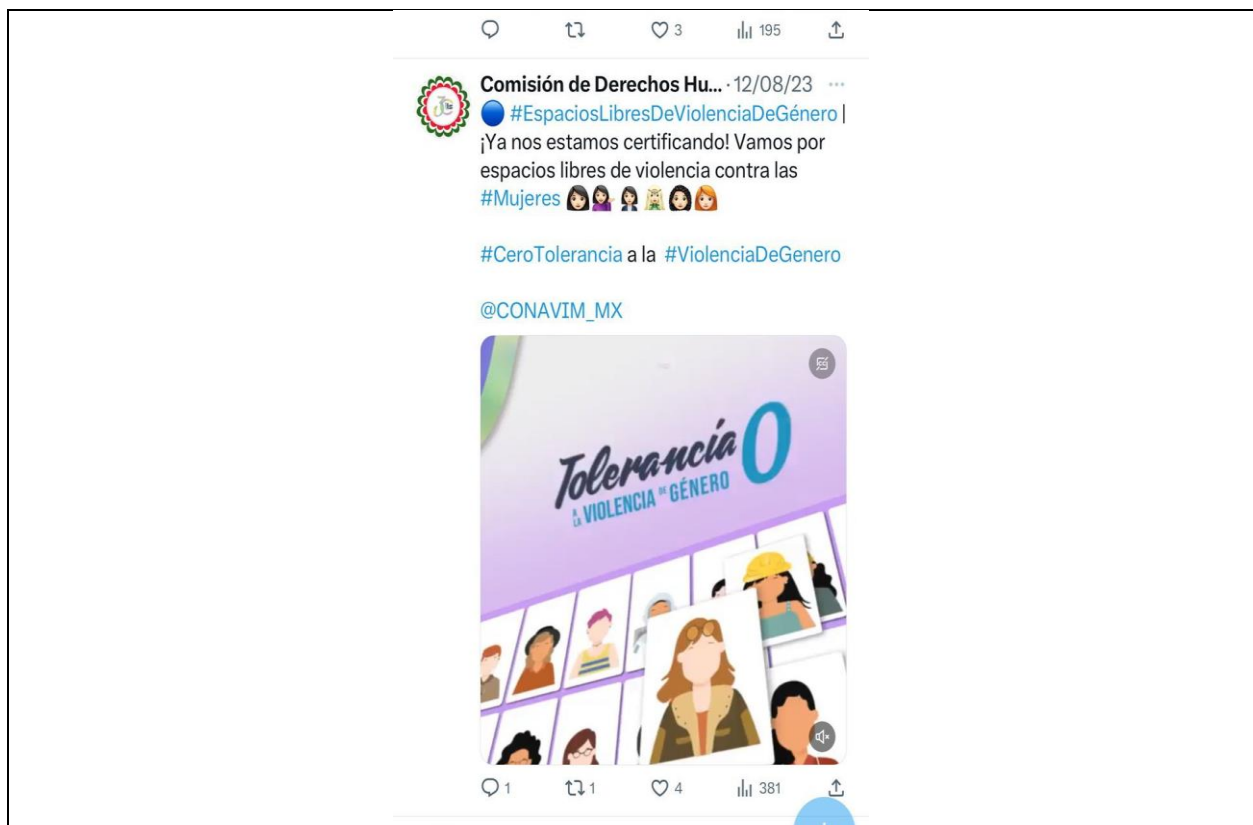 3 195
Comisión de Derechos Hu... · 12/08/23 ...
#EspaciosLibresDeViolenciaDeGénero |
¡Ya nos estamos certificando! Vamos por
espacios libres de violencia contra las
#Mujeres
#CeroTolerancia a la #ViolenciaDeGenero
@CONAVIM_MX
Tolerancía 0
A LA VIOLENCIA DE GÉNERO
1 1 4 381